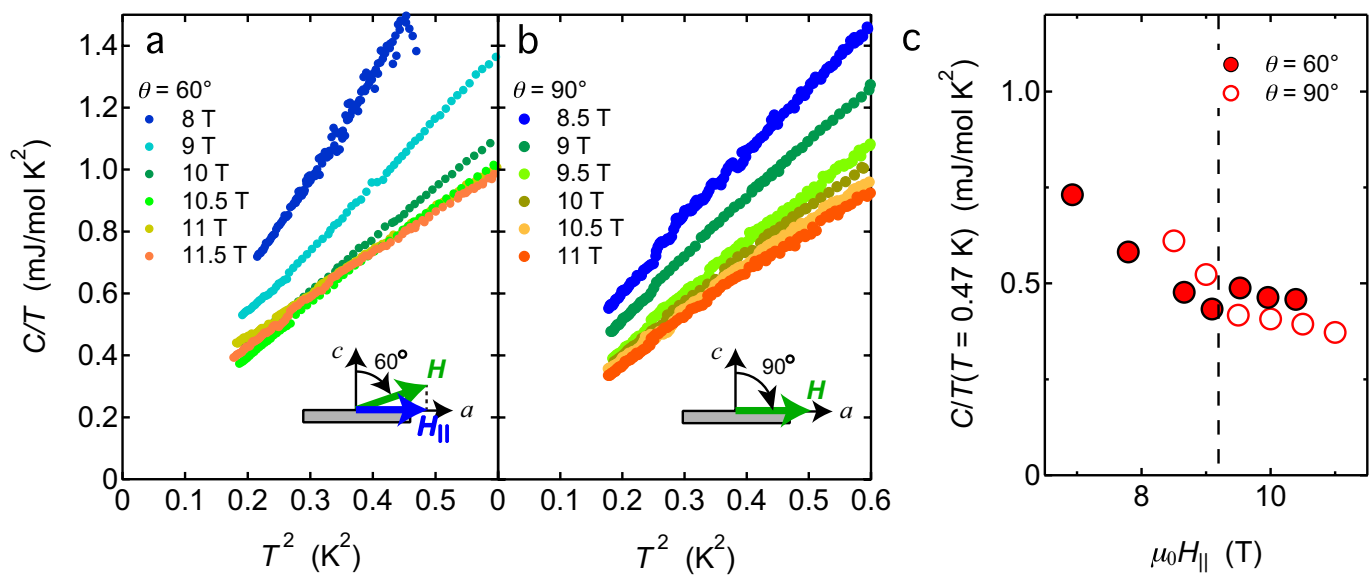 a
C/T (mJ/mol K²)
1.4
1.2
1.0
0.8
0.6
0.4
0.2
0
θ = 60°
8 T
9 T
10 T
10.5 T
11 T
11.5 T
c
60°
H
H||
a
0
0.1
0.2
0.3
0.4
0.5
0
T² (K²)
b
θ = 90°
8.5 T
9 T
9.5 T
10 T
10.5 T
11 T
c
90°
H
a
0.1
0.2
0.3
0.4
0.5
0.6
T² (K²)
c
C/T(T = 0.47 K) (mJ/mol K²)
1.0
0.5
0
θ = 60°
θ = 90°
8
10
μ₀H|| (T)